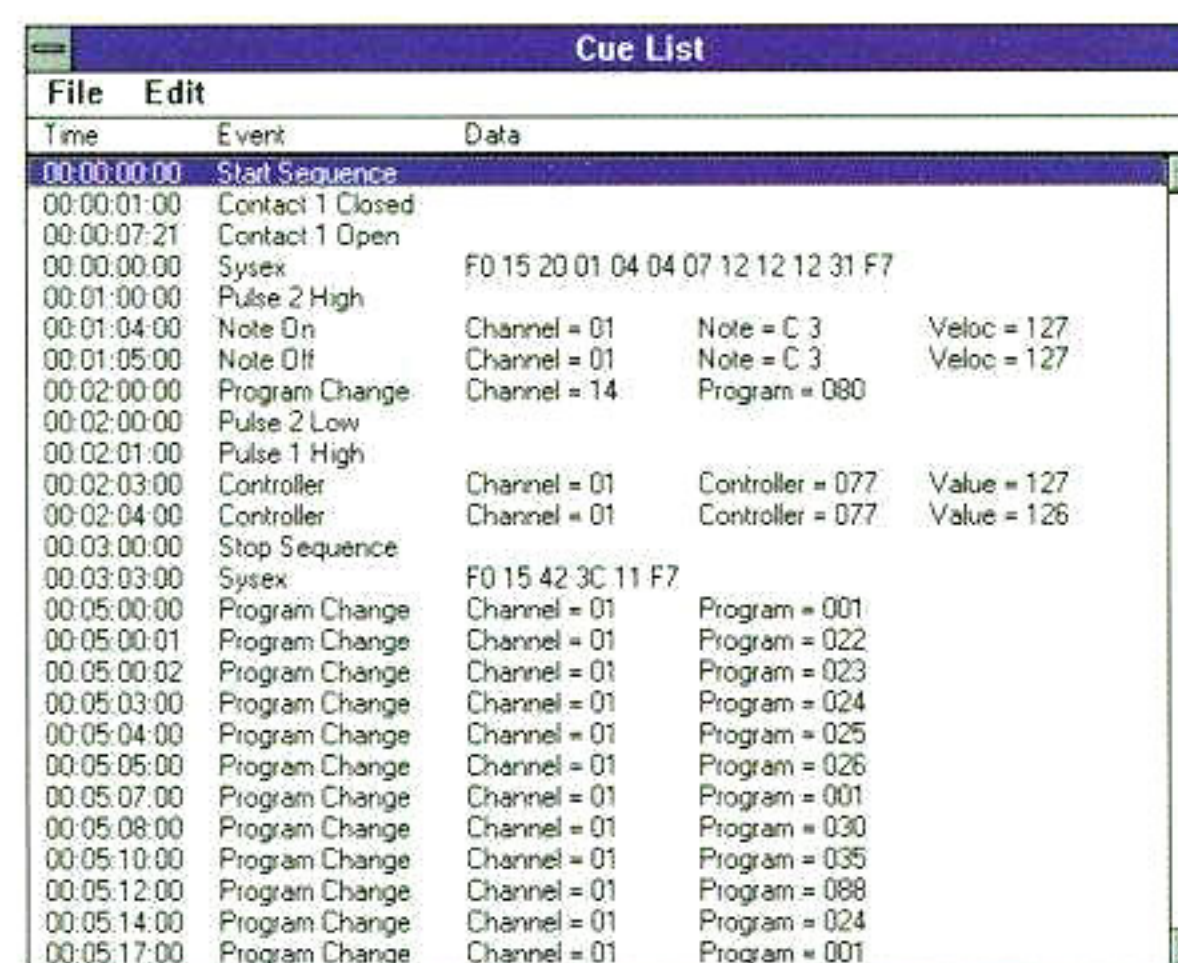 Cue List
File Edit
Time Event Data
00:00:00:00 Start Sequence
00:00:01:00 Contact 1 Closed
00:00:07:21 Contact 1 Open
00:00:00:00 Sysex F0 15 20 01 04 04 07 12 12 12 31 F7
00:01:00:00 Pulse 2 High
00:01:04:00 Note On Channel = 01 Note = C 3 Veloc = 127
00:01:05:00 Note Off Channel = 01 Note = C 3 Veloc = 127
00:02:00:00 Program Change Channel = 14 Program = 080
00:02:00:00 Pulse 2 Low
00:02:01:00 Pulse 1 High
00:02:03:00 Controller Channel = 01 Controller = 077 Value = 127
00:02:04:00 Controller Channel = 01 Controller = 077 Value = 126
00:03:00:00 Stop Sequence
00:03:03:00 Sysex F0 15 42 3C 11 F7
00:05:00:00 Program Change Channel = 01 Program = 001
00:05:00:01 Program Change Channel = 01 Program = 022
00:05:00:02 Program Change Channel = 01 Program = 023
00:05:03:00 Program Change Channel = 01 Program = 024
00:05:04:00 Program Change Channel = 01 Program = 025
00:05:05:00 Program Change Channel = 01 Program = 026
00:05:07:00 Program Change Channel = 01 Program = 001
00:05:08:00 Program Change Channel = 01 Program = 030
00:05:10:00 Program Change Channel = 01 Program = 035
00:05:12:00 Program Change Channel = 01 Program = 088
00:05:14:00 Program Change Channel = 01 Program = 024
00:05:17:00 Program Change Channel = 01 Program = 001